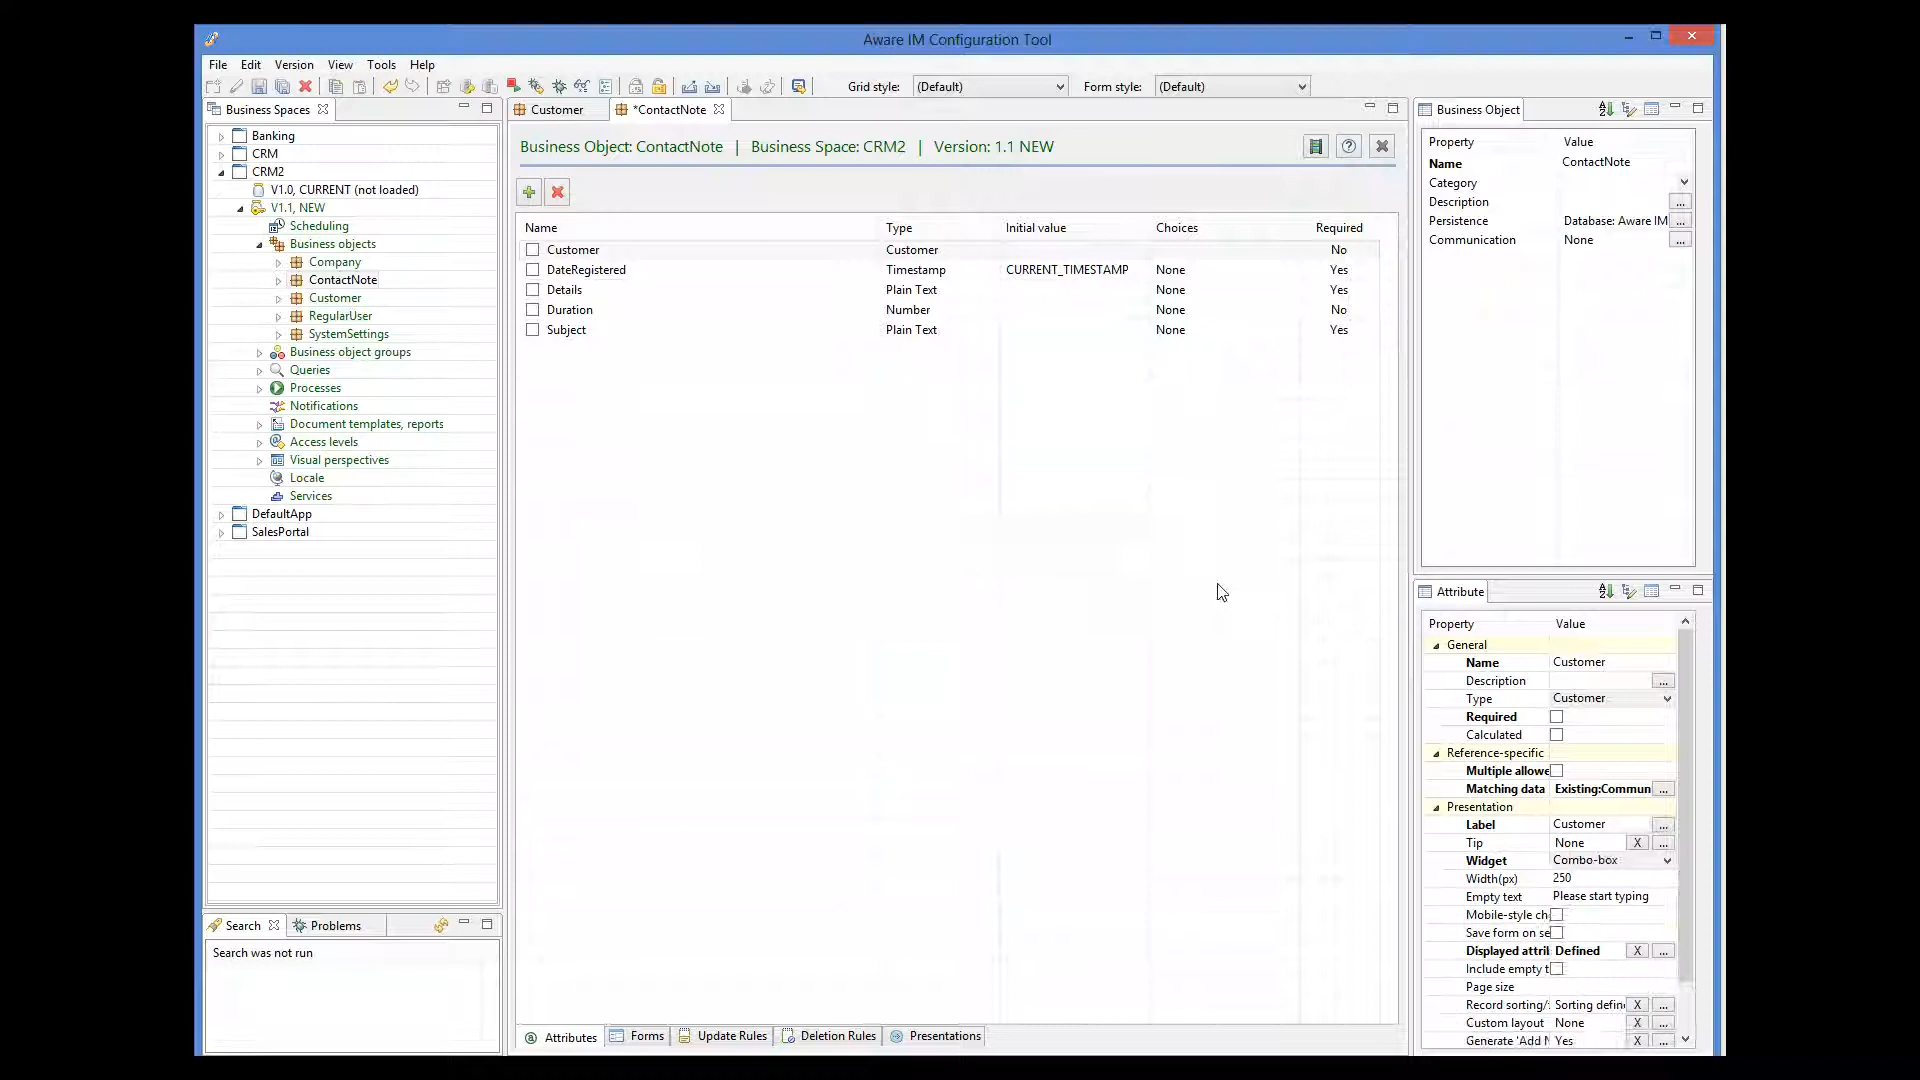 Aware IM Configuration Tool
File Edit Version View Tools Help
Grid style: (Default) Form style: (Default)
Business Spaces
Banking
CRM
CRM2
V1.0, CURRENT (not loaded)
V1.1, NEW
Scheduling
Business objects
Company
ContactNote
Customer
RegularUser
SystemSettings
Business object groups
Queries
Processes
Notifications
Document templates, reports
Access levels
Visual perspectives
Locale
Services
DefaultApp
SalesPortal
Search Problems
Search was not run
Customer *ContactNote
Business Object: ContactNote | Business Space: CRM2 | Version: 1.1 NEW
Name Type Initial value Choices Required
Customer Customer No
DateRegistered Timestamp CURRENT_TIMESTAMP None Yes
Details Plain Text None Yes
Duration Number None No
Subject Plain Text None Yes
Attributes Forms Update Rules Deletion Rules Presentations
Business Object
Property Value
Name ContactNote
Category
Description ...
Persistence Database: Aware IM ...
Communication None ...
Attribute
Property Value
General
Name Customer
Description ...
Type Customer
Required
Calculated
Reference-specific
Multiple allowe
Matching data Existing:Commun ...
Presentation
Label Customer ...
Tip None X ...
Widget Combo-box
Width(px) 250
Empty text Please start typing
Mobile-style ch
Save form on se
Displayed attril Defined X ...
Include empty t
Page size
Record sorting/ Sorting defin X ...
Custom layout None X ...
Generate 'Add N Yes X ...